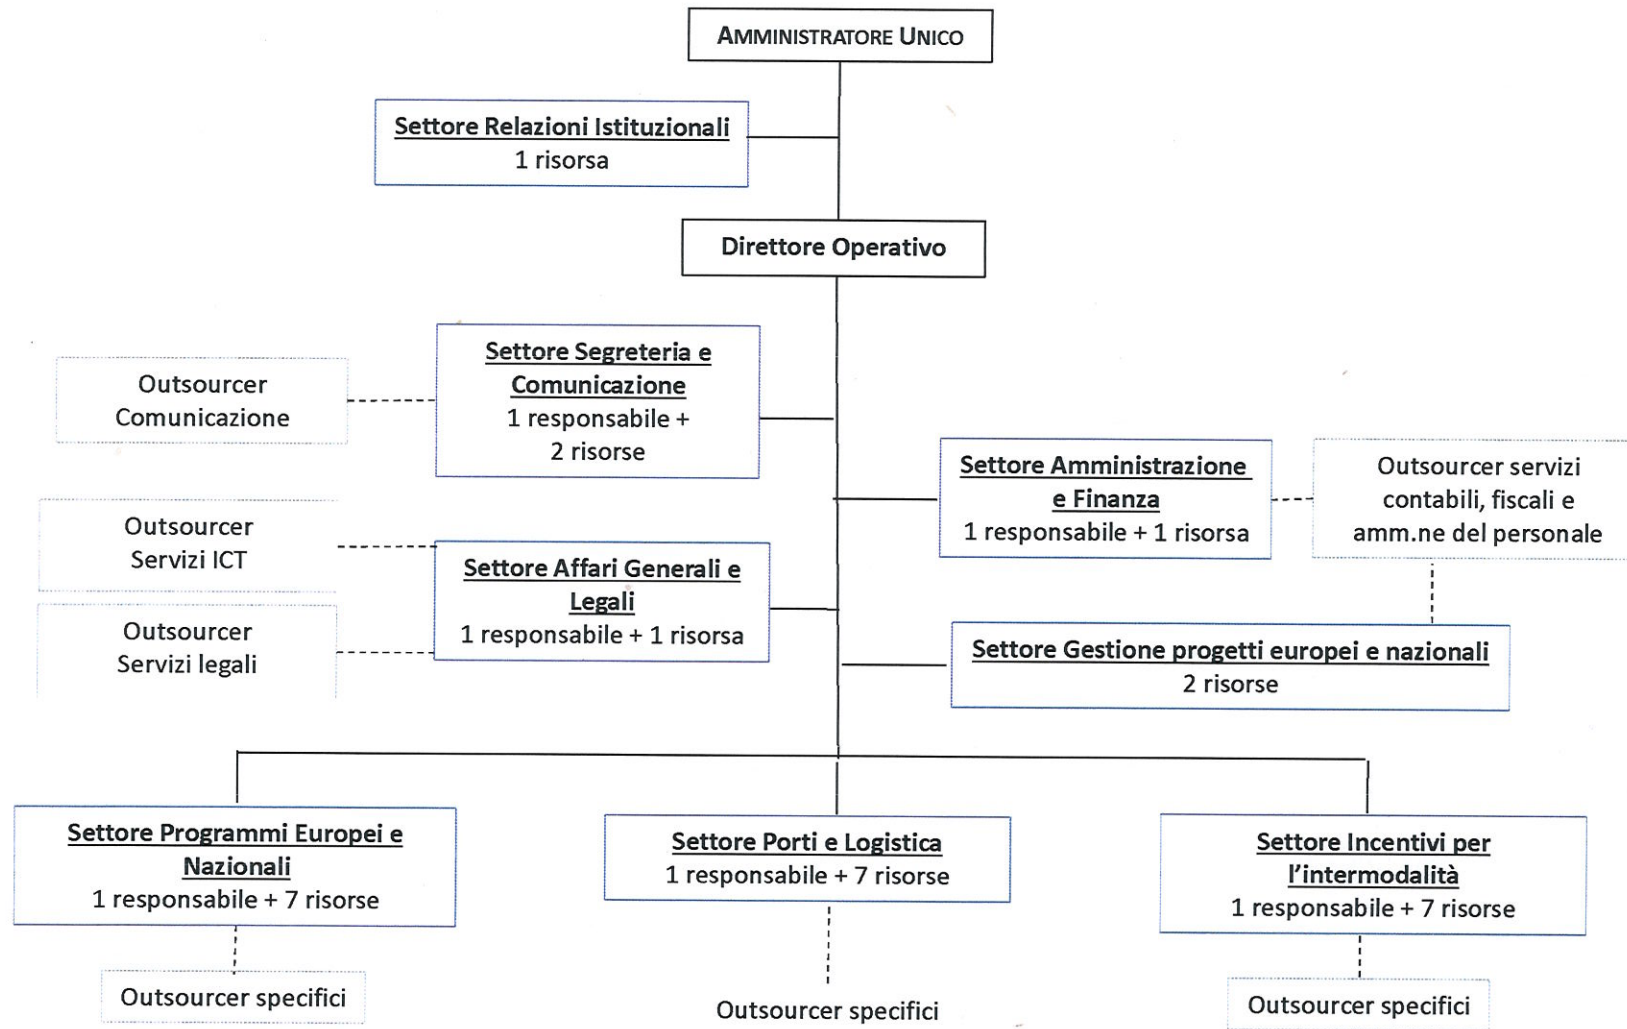 AMMINISTRATORE UNICO
Settore Relazioni Istituzionali
1 risorsa
Direttore Operativo
Settore Segreteria e
Comunicazione
1 responsabile +
2 risorse
Outsourcer
Comunicazione
Settore Amministrazione
e Finanza
1 responsabile + 1 risorsa
Outsourcer servizi
contabili, fiscali e
amm.ne del personale
Outsourcer
Servizi ICT
Settore Affari Generali e
Legali
1 responsabile + 1 risorsa
Outsourcer
Servizi legali
Settore Gestione progetti europei e nazionali
2 risorse
Settore Programmi Europei e
Nazionali
1 responsabile + 7 risorse
Settore Porti e Logistica
1 responsabile + 7 risorse
Settore Incentivi per
l'intermodalità
1 responsabile + 7 risorse
Outsourcer specifici
Outsourcer specifici
Outsourcer specifici